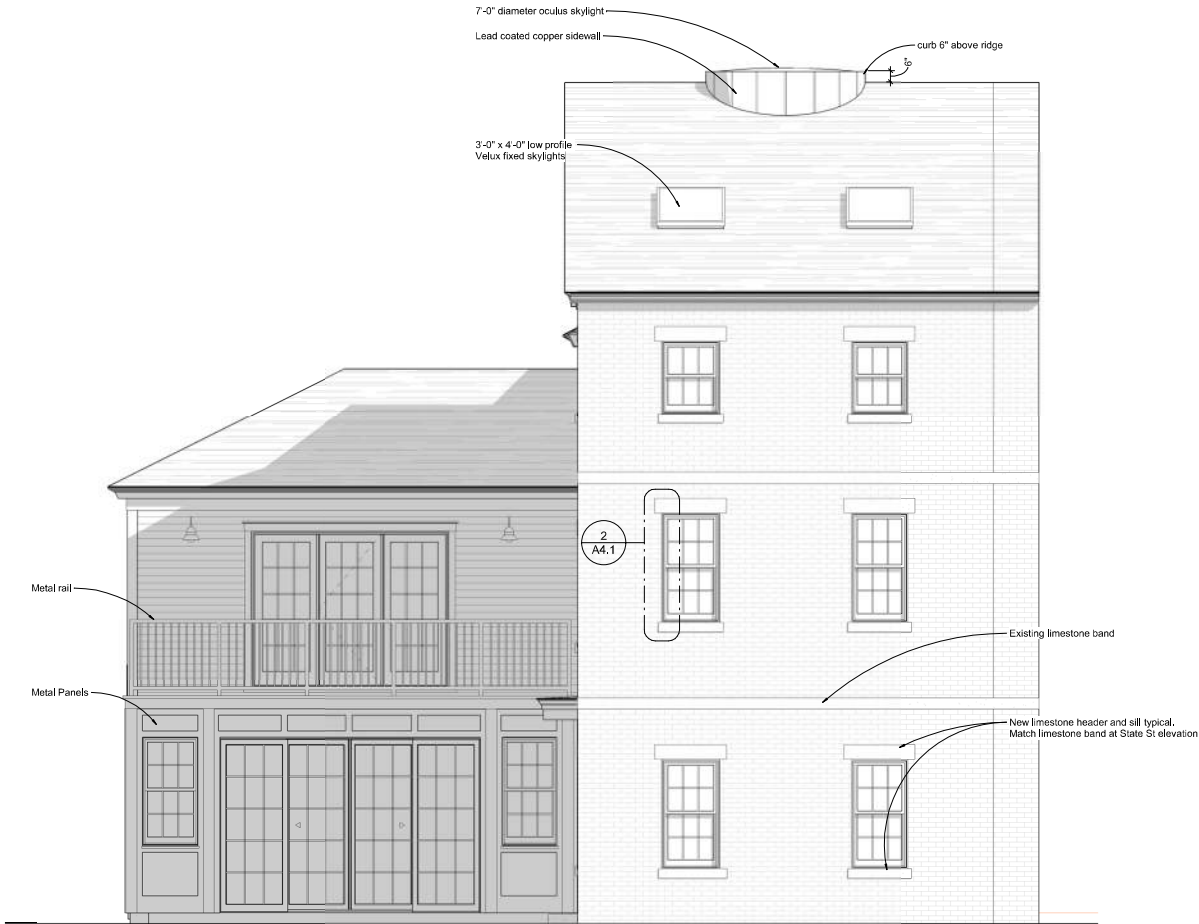 7'-0" diameter oculus skylight
Lead coated copper sidewall
curb 6" above ridge
6"
3'-0" x 4'-0" low profile
Velux fixed skylights
2
A4.1
Metal rail
Existing limestone band
Metal Panels
New limestone header and sill typical.
Match limestone band at State St elevation